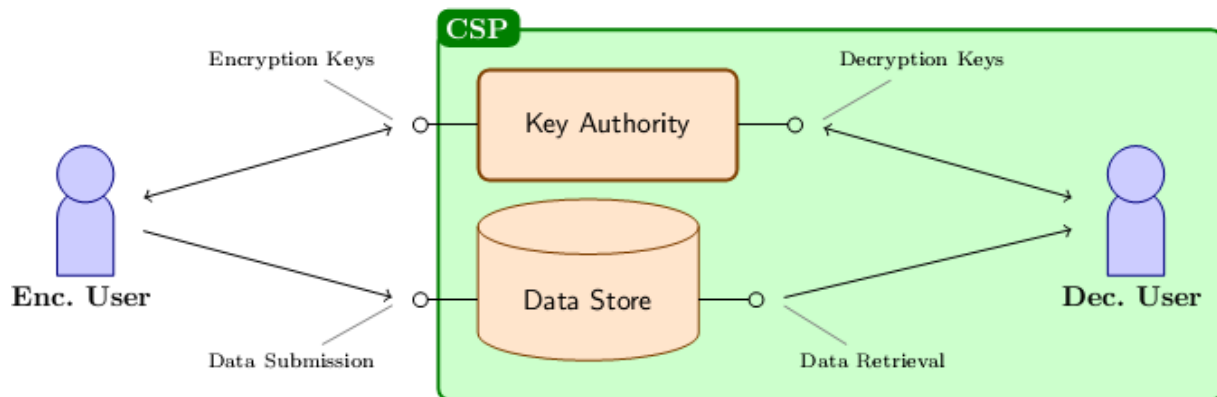 CSP
Encryption Keys
Decryption Keys
Key Authority
Enc. User
Data Store
Dec. User
Data Submission
Data Retrieval